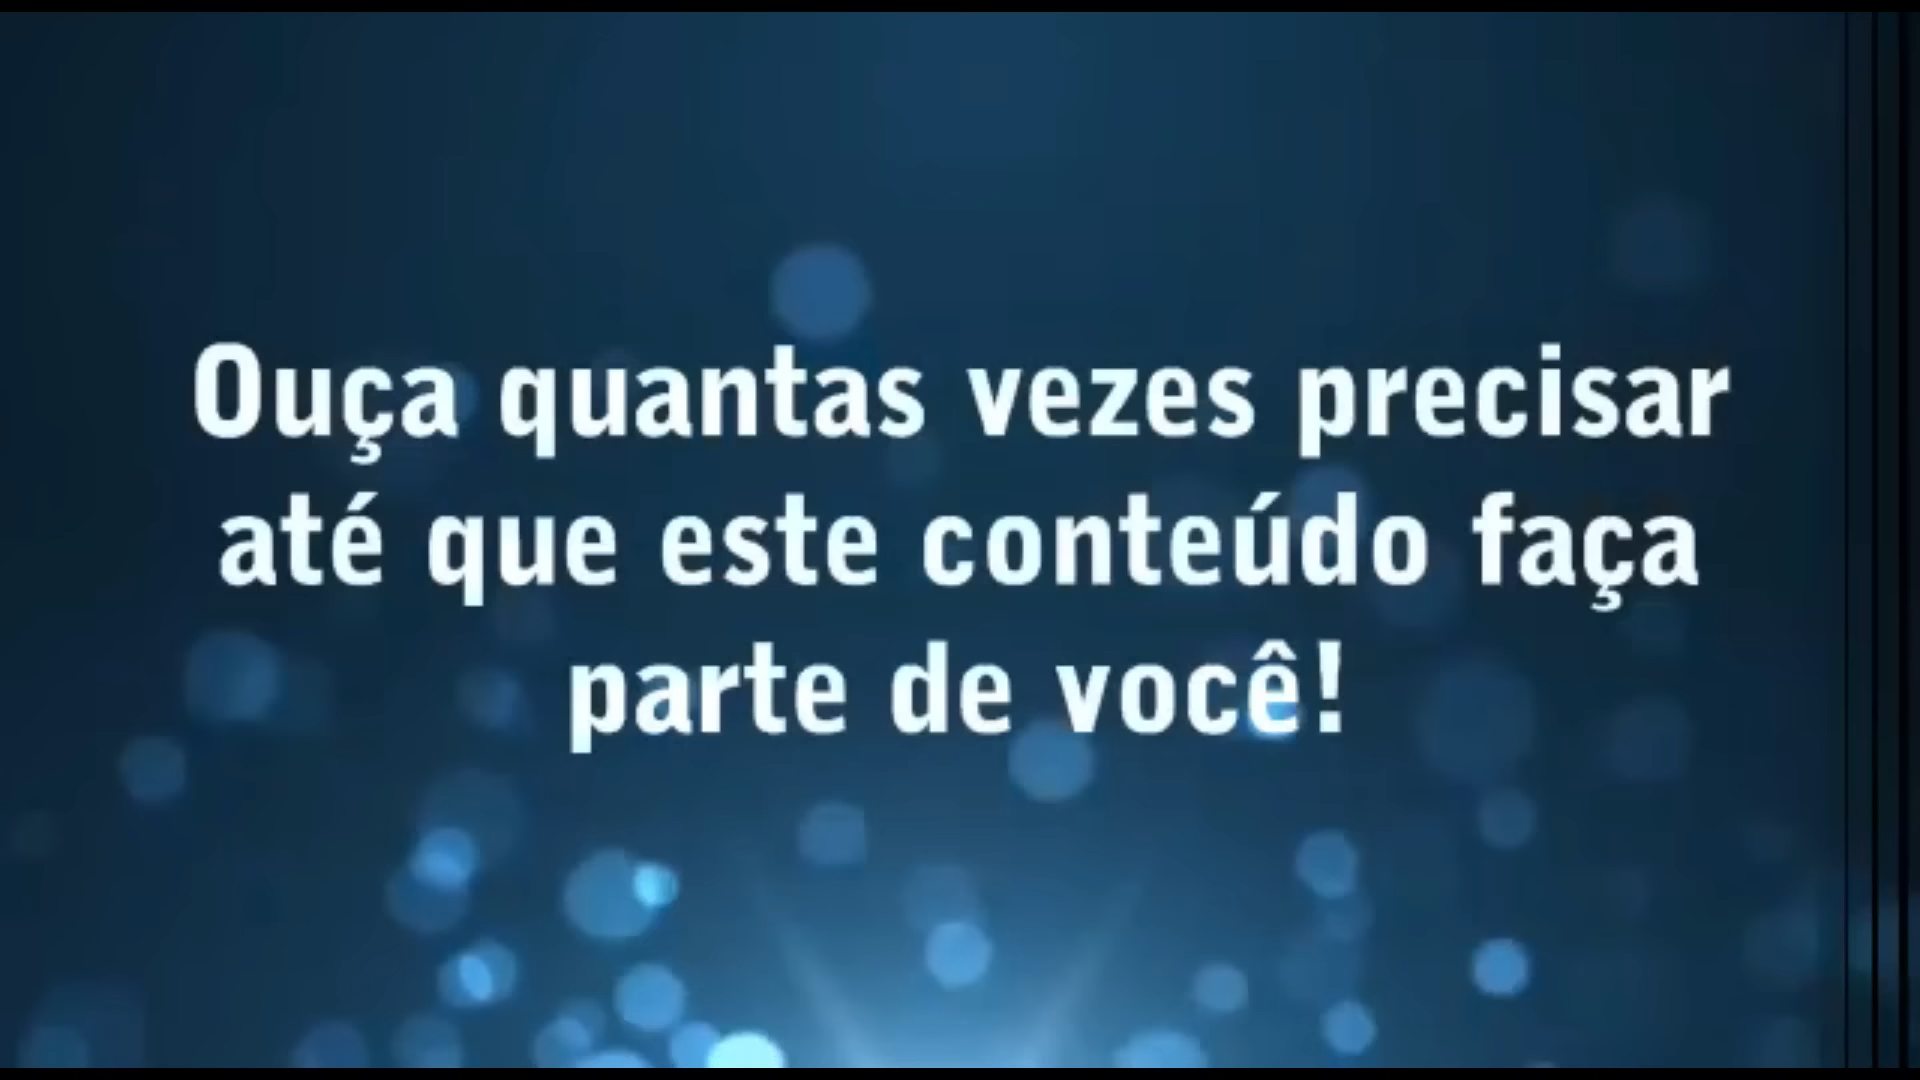 Ouça quantas vezes precisar
até que este conteúdo faça
parte de você!